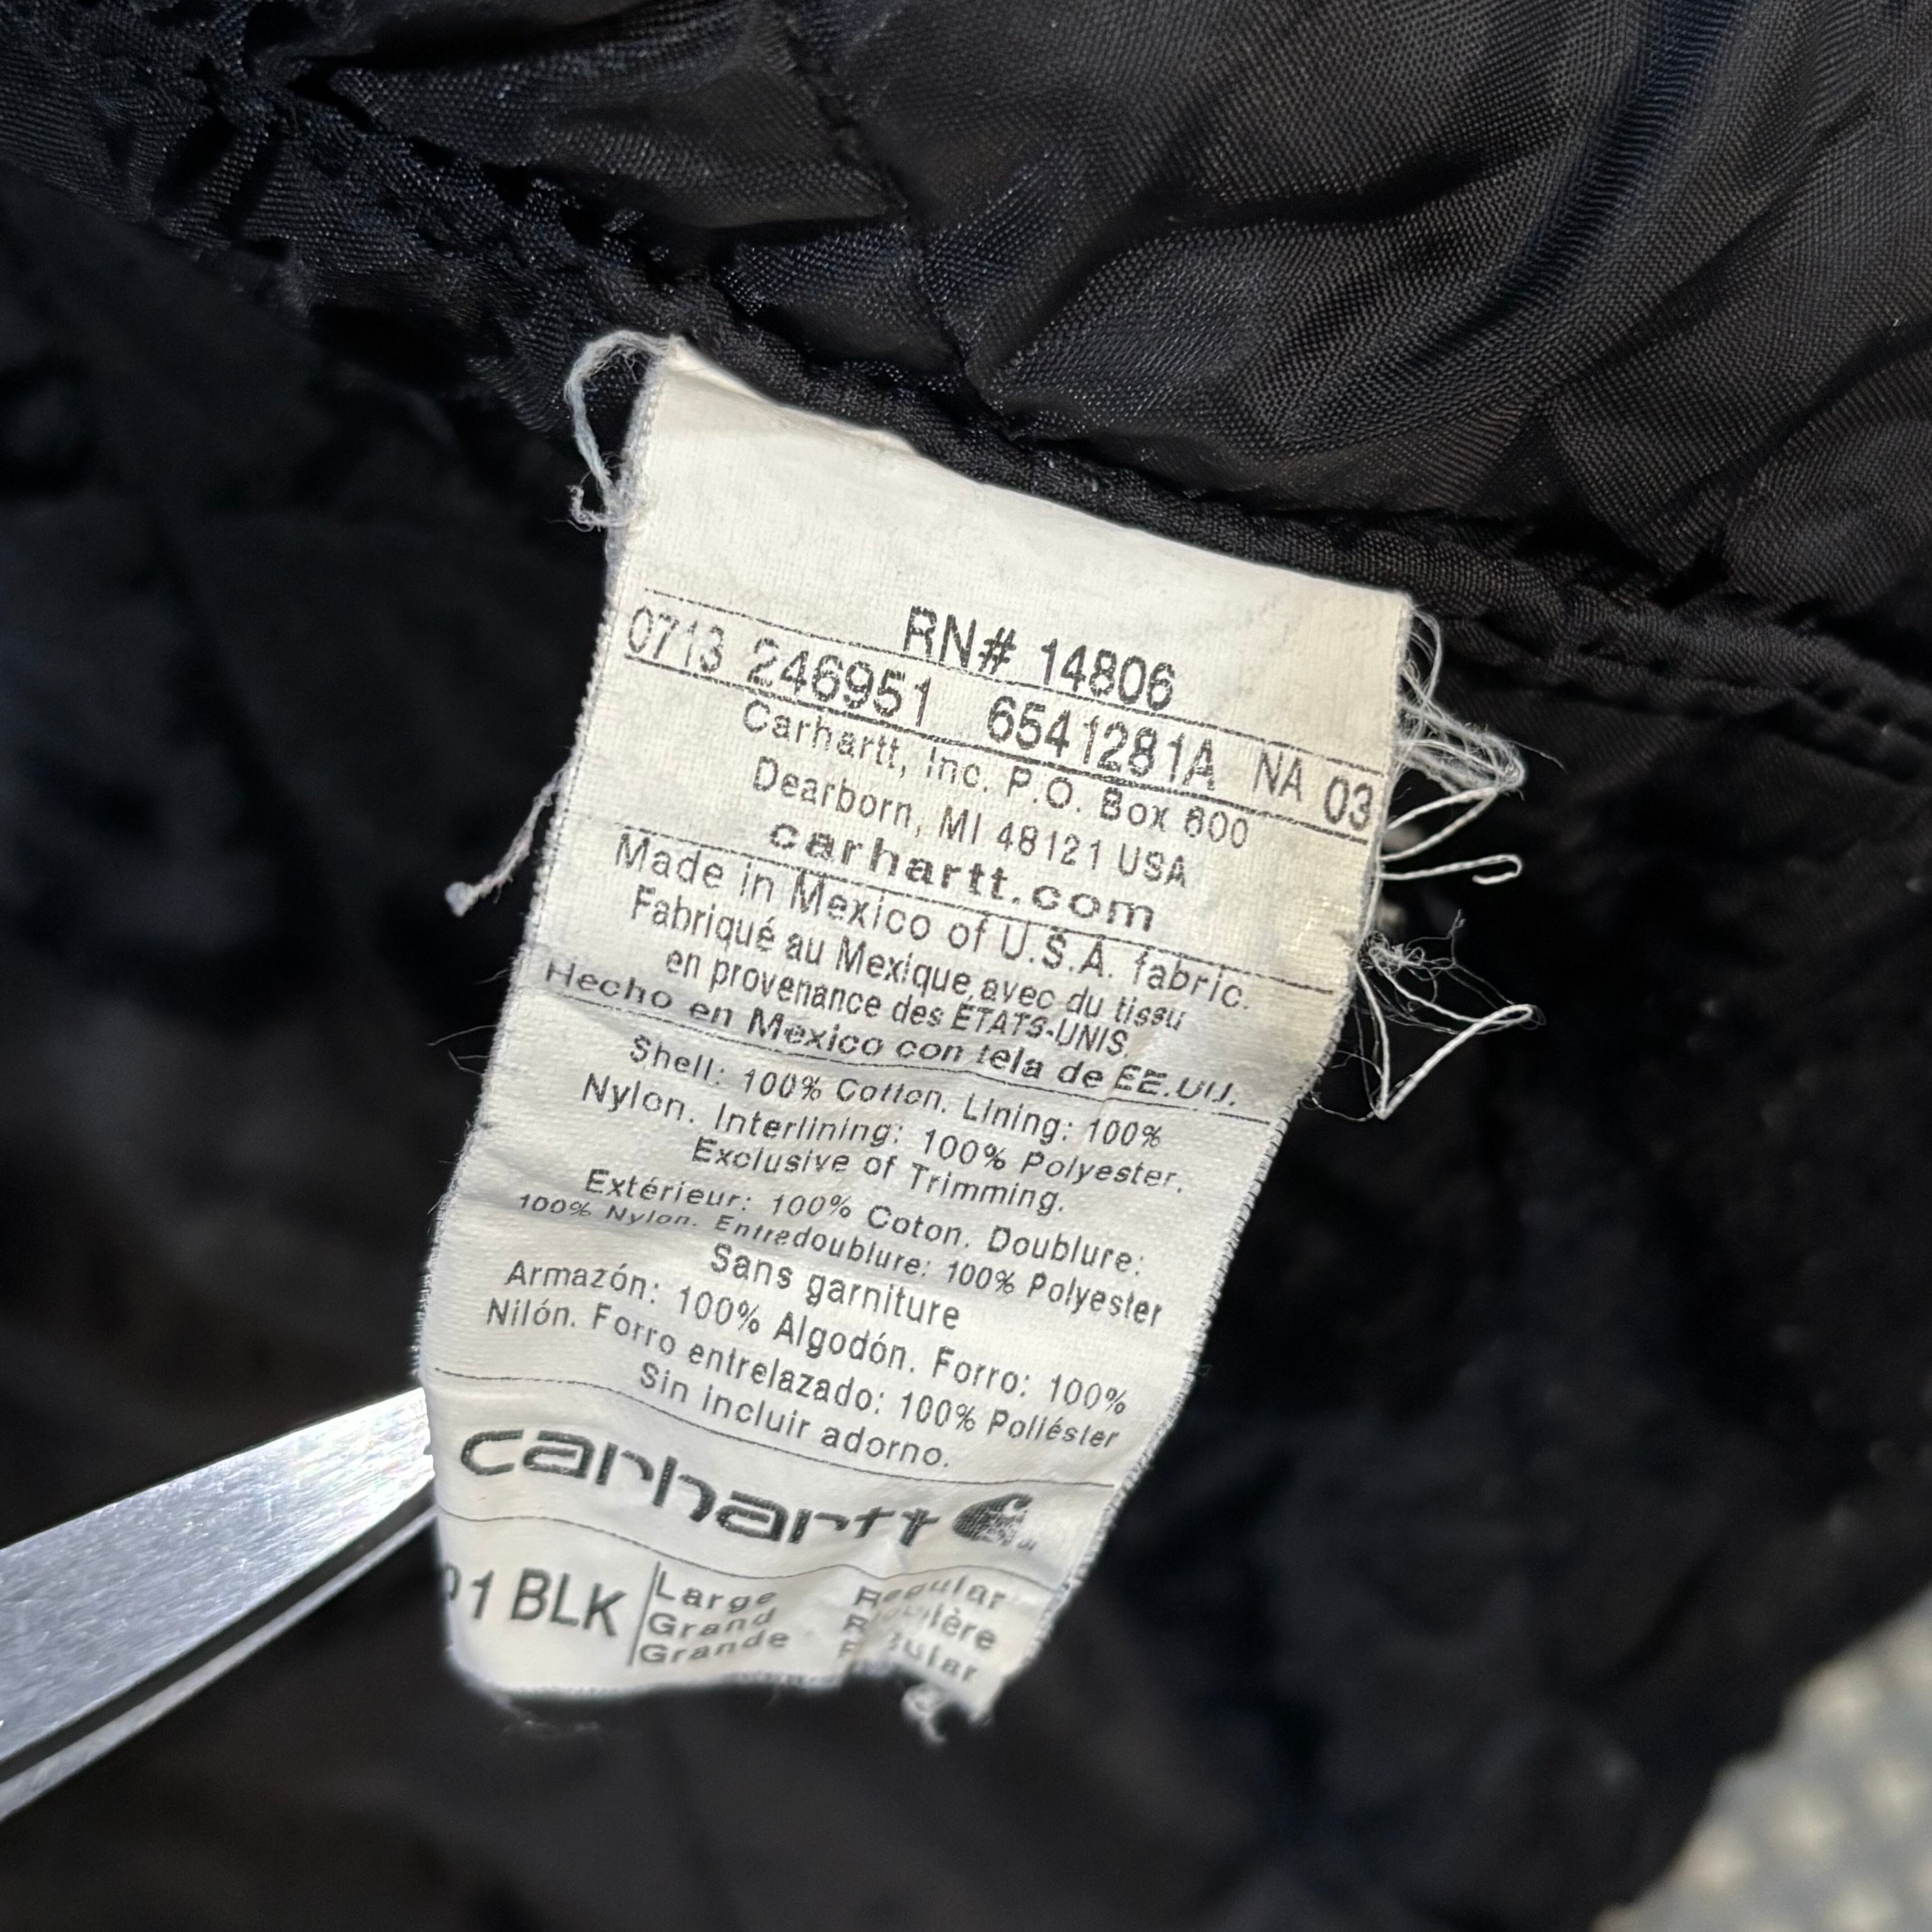 RN# 14806
0713 246951 6541281A NA 03
Carhartt, Inc. P.O. Box 600
Dearborn, MI 48121 USA
carhartt.com
Made in Mexico of U.S.A. fabric.
Fabriqué au Mexique avec du tissu
en provenance des ÉTATS-UNIS.
Hecho en Mexico con tela de EE.UU.
Shell: 100% Cotton. Lining: 100%
Nylon. Interlining: 100% Polyester.
Exclusive of Trimming.
Extérieur: 100% Coton. Doublure:
100% Nylon. Entredoublure: 100% Polyester
Sans garniture
Armazón: 100% Algodón. Forro: 100%
Nilón. Forro entrelazado: 100% Poliéster
Sin incluir adorno.
carhartt
BLK
Large Regular
Grand
Grande